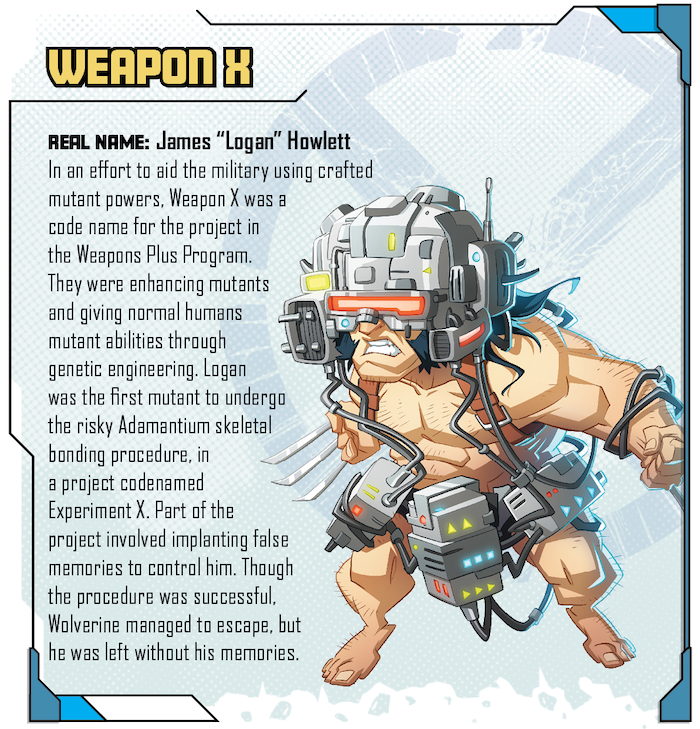 WEAPON X
REAL NAME: James “Logan” Howlett
In an effort to aid the military using crafted
mutant powers, Weapon X was a
code name for the project in
the Weapons Plus Program.
They were enhancing mutants
and giving normal humans
mutant abilities through
genetic engineering. Logan
was the first mutant to undergo
the risky Adamantium skeletal
bonding procedure, in
a project codenamed
Experiment X. Part of the
project involved implanting false
memories to control him. Though
the procedure was successful,
Wolverine managed to escape, but
he was left without his memories.